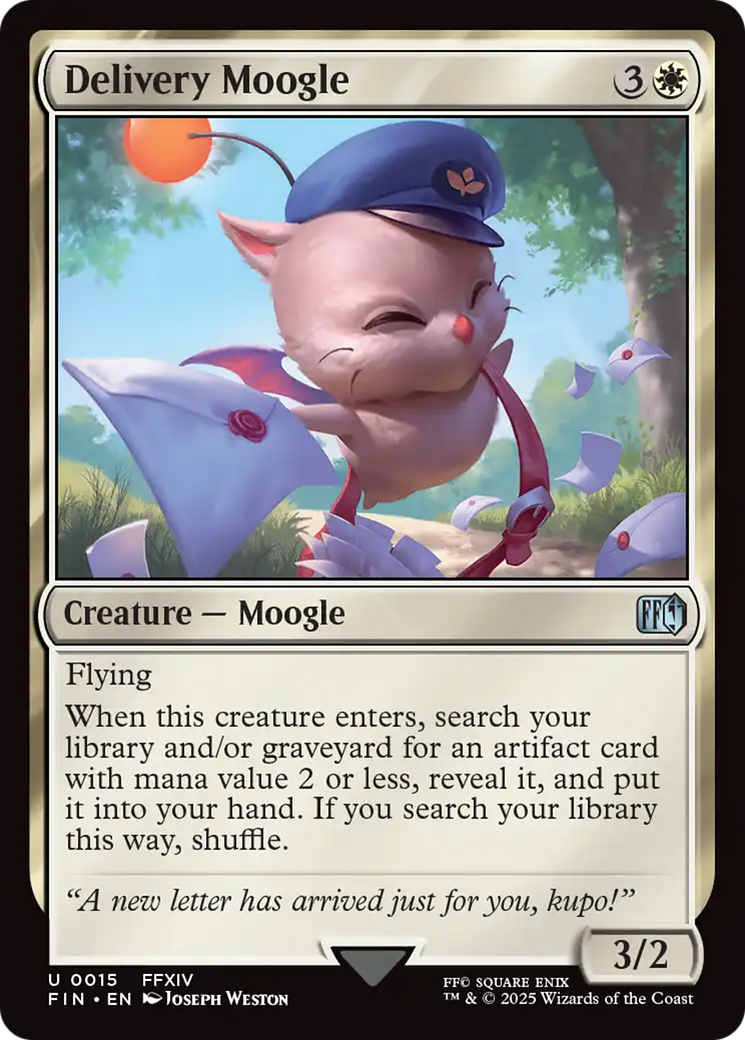 Delivery Moogle 3
Creature — Moogle FF
Flying
When this creature enters, search your
library and/or graveyard for an artifact card
with mana value 2 or less, reveal it, and put
it into your hand. If you search your library
this way, shuffle.
“A new letter has arrived just for you, kupo!”
3/2
U 0015 FFXIV
FIN • EN Joseph Weston
FF© SQUARE ENIX
™ & © 2025 Wizards of the Coast